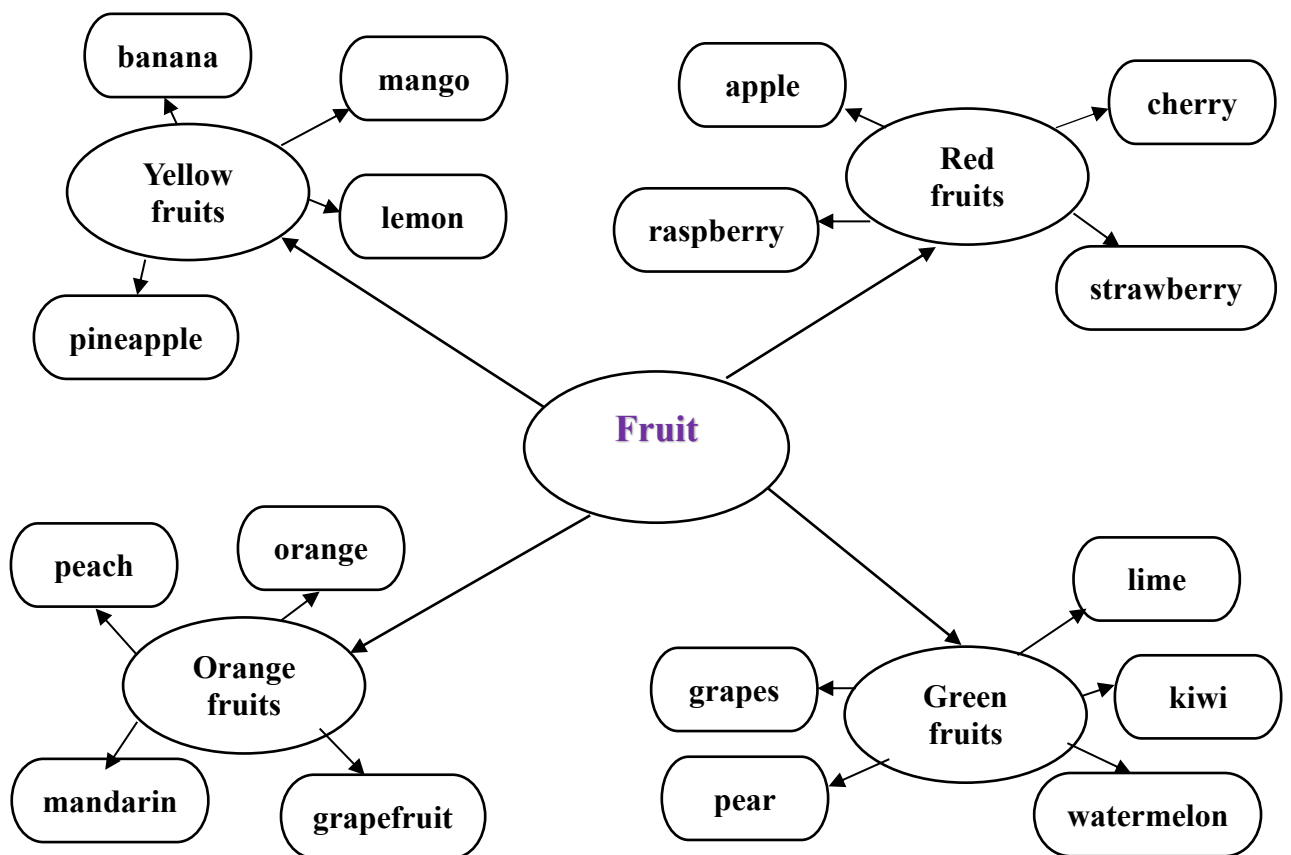 banana
mango
Yellow
fruits
lemon
pineapple
apple
cherry
Red
fruits
raspberry
strawberry
Fruit
peach
orange
Orange
fruits
mandarin
grapefruit
lime
grapes
Green
fruits
kiwi
pear
watermelon